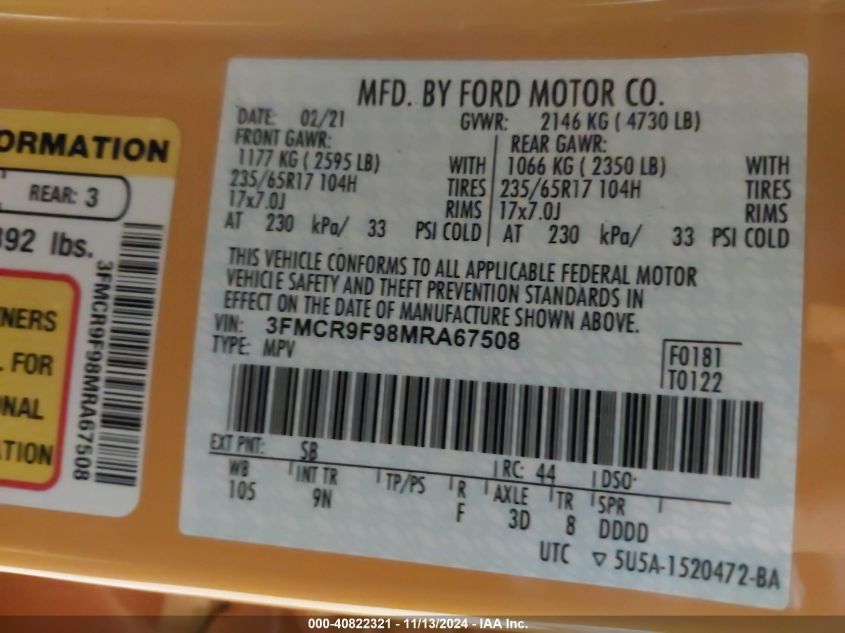 MFD. BY FORD MOTOR CO.
DATE: 02/21 GVWR: 2146 KG ( 4730 LB)
FRONT GAWR: REAR GAWR:
1177 KG ( 2595 LB) WITH 1066 KG ( 2350 LB) WITH
235/65R17 104H TIRES 235/65R17 104H TIRES
17x7.0J RIMS 17x7.0J RIMS
AT 230 kPa/ 33 PSI COLD AT 230 kPa/ 33 PSI COLD
THIS VEHICLE CONFORMS TO ALL APPLICABLE FEDERAL MOTOR
VEHICLE SAFETY AND THEFT PREVENTION STANDARDS IN
EFFECT ON THE DATE OF MANUFACTURE SHOWN ABOVE.
VIN: 3FMCR9F98MRA67508
TYPE: MPV
F0181
T0122
EXT PNT: SB RC: 44 DSO:
WB INT TR TP/PS R AXLE TR SPR
105 9N F 3D 8 DDDD
UTC ▽ 5U5A-1520472-BA
ORMATION
REAR: 3
392 lbs.
3FMCR9F98MRA67508
NERS
L FOR
ONAL
ATION
000-40822321 - 11/13/2024 - IAA Inc.